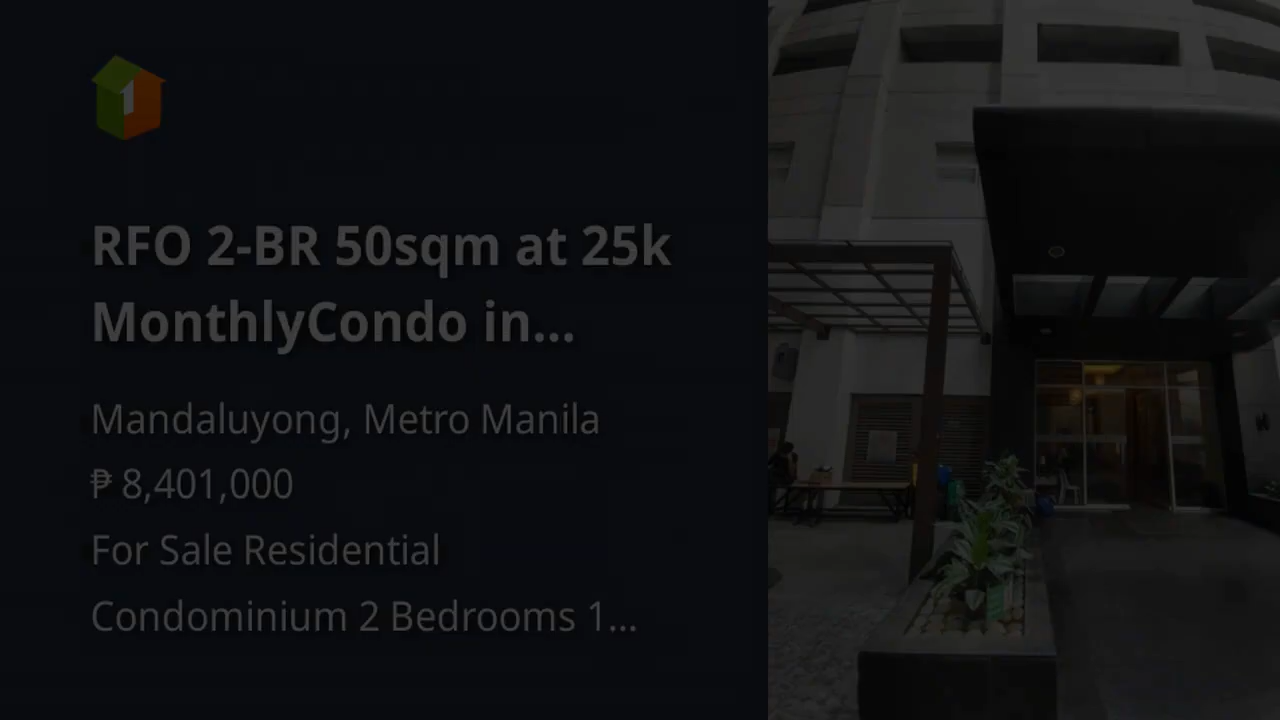 RFO 2-BR 50sqm at 25k
MonthlyCondo in...
Mandaluyong, Metro Manila
₱ 8,401,000
For Sale Residential
Condominium 2 Bedrooms 1...